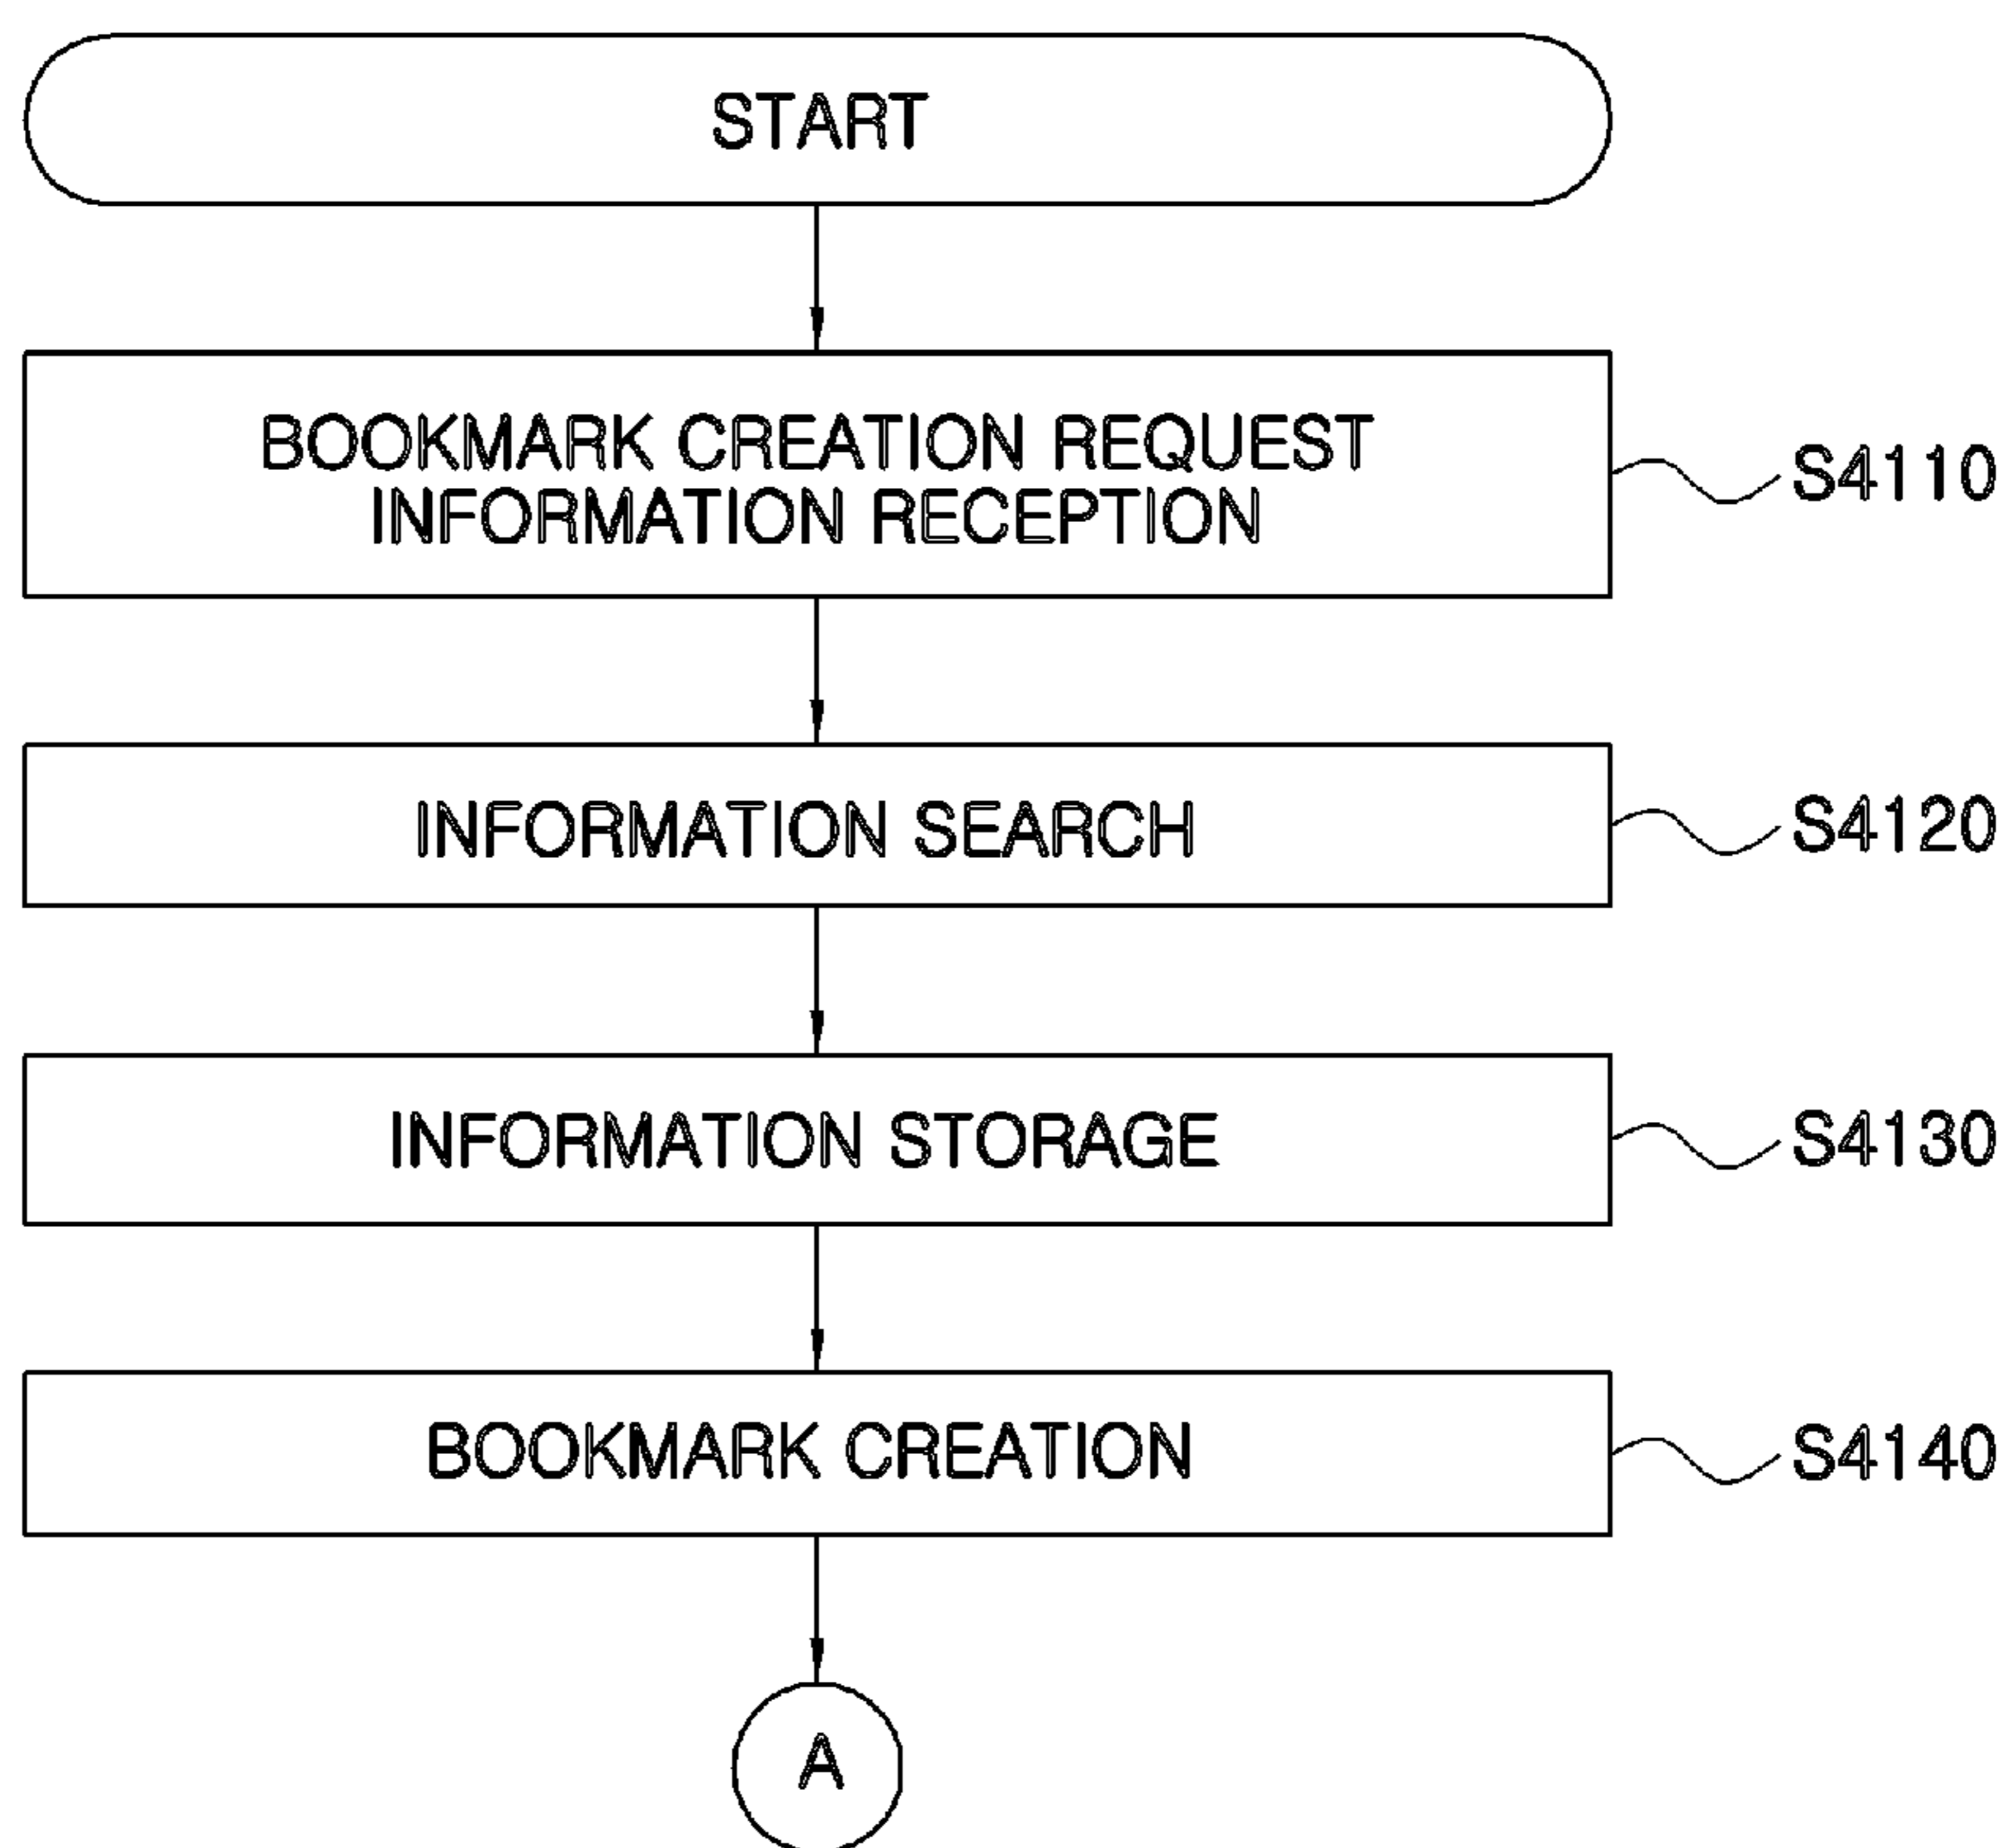 START
BOOKMARK CREATION REQUEST
INFORMATION RECEPTION
S4110
INFORMATION SEARCH
S4120
INFORMATION STORAGE
S4130
BOOKMARK CREATION
S4140
A